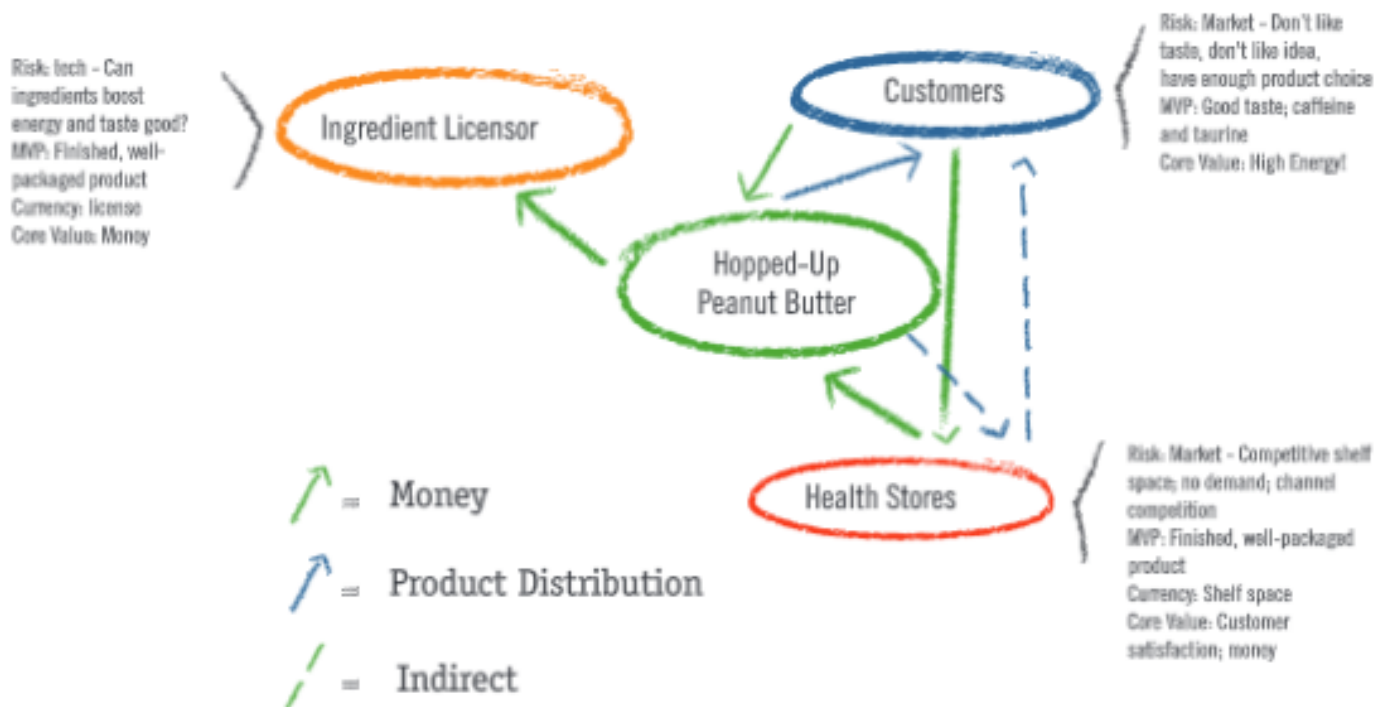 Risk: tech - Can
ingredients boost
energy and taste good?
MVP: Finished, well-
packaged product
Currency: license
Core Value: Money
Ingredient Licensor
Customers
Risk: Market - Don't like
taste, don't like idea,
have enough product choice
MVP: Good taste; caffeine
and taurine
Core Value: High Energy!
Hopped-Up
Peanut Butter
Health Stores
Risk: Market - Competitive shelf
space; no demand; channel
competition
MVP: Finished, well-packaged
product
Currency: Shelf space
Core Value: Customer
satisfaction; money
= Money
= Product Distribution
= Indirect